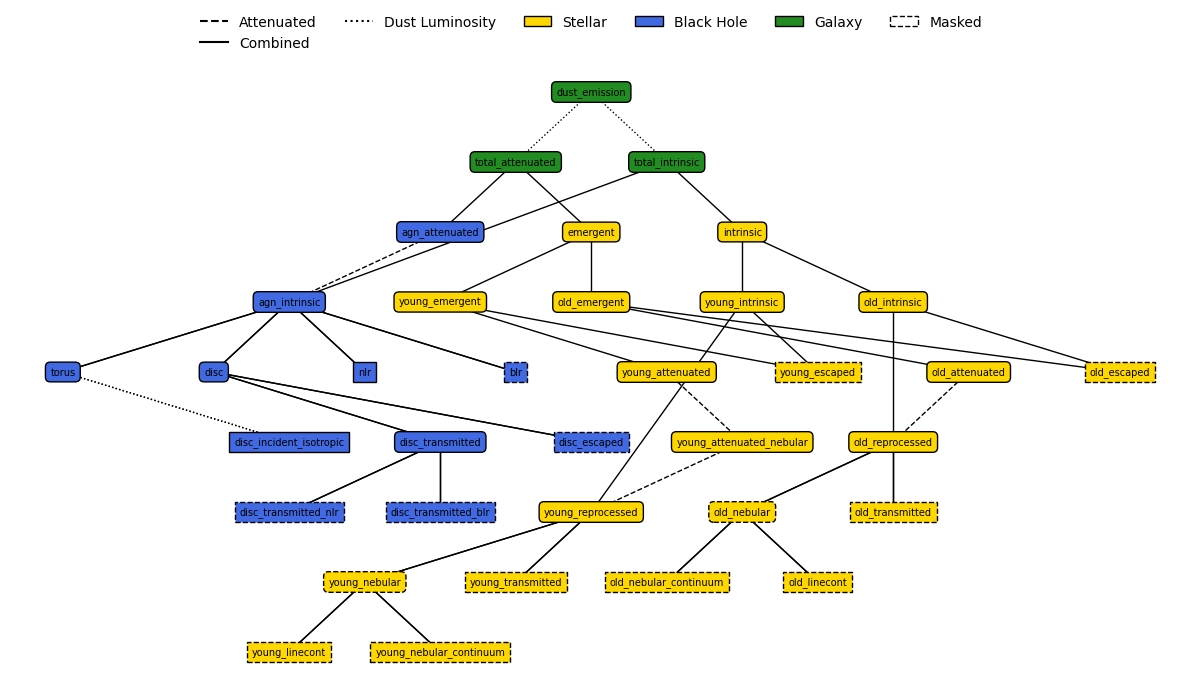 Attenuated Dust Luminosity Stellar Black Hole Galaxy Masked
Combined
dust_emission
total_attenuated total_intrinsic
agn_attenuated emergent intrinsic
agn_intrinsic young_emergent old_emergent young_intrinsic old_intrinsic
torus disc nlr blr young_attenuated young_escaped old_attenuated old_escaped
disc_incident_isotropic disc_transmitted disc_escaped young_attenuated_nebular old_reprocessed
disc_transmitted_nlr disc_transmitted_blr young_reprocessed old_nebular old_transmitted
young_nebular young_transmitted old_nebular_continuum old_linecont
young_linecont young_nebular_continuum